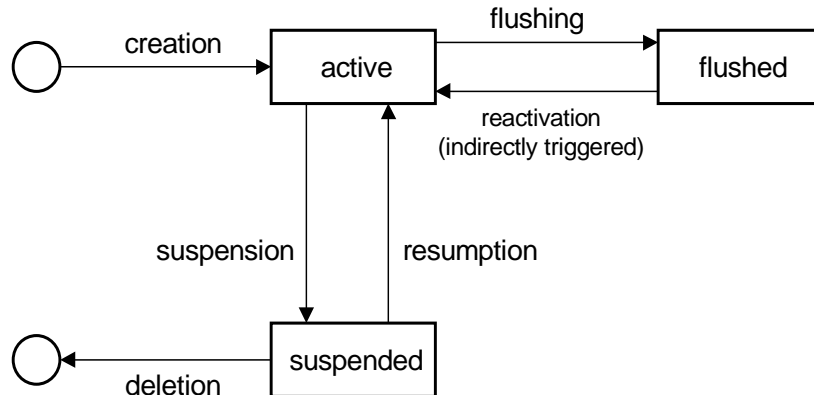 flushing
creation
active
flushed
reactivation
(indirectly triggered)
suspension
resumption
suspended
deletion